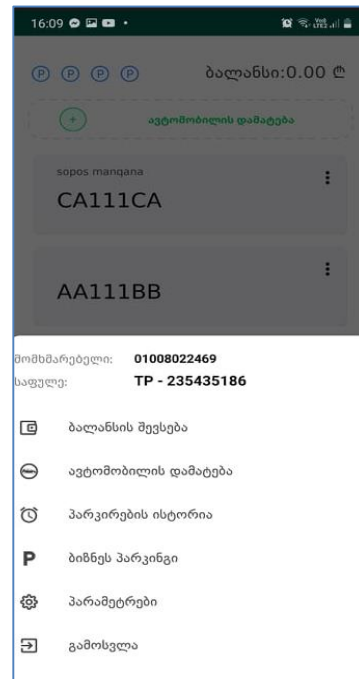 16:09
Ⓟ Ⓟ Ⓟ Ⓟ ბალანსი:0.00 ₾
+ ავტომობილის დამატება
sopos manqana
CA111CA
AA111BB
მომხმარებელი: 01008022469
საფულე: TP - 235435186
ბალანსის შევსება
ავტომობილის დამატება
პარკირების ისტორია
P ბიზნეს პარკინგი
პარამეტრები
გამოსვლა